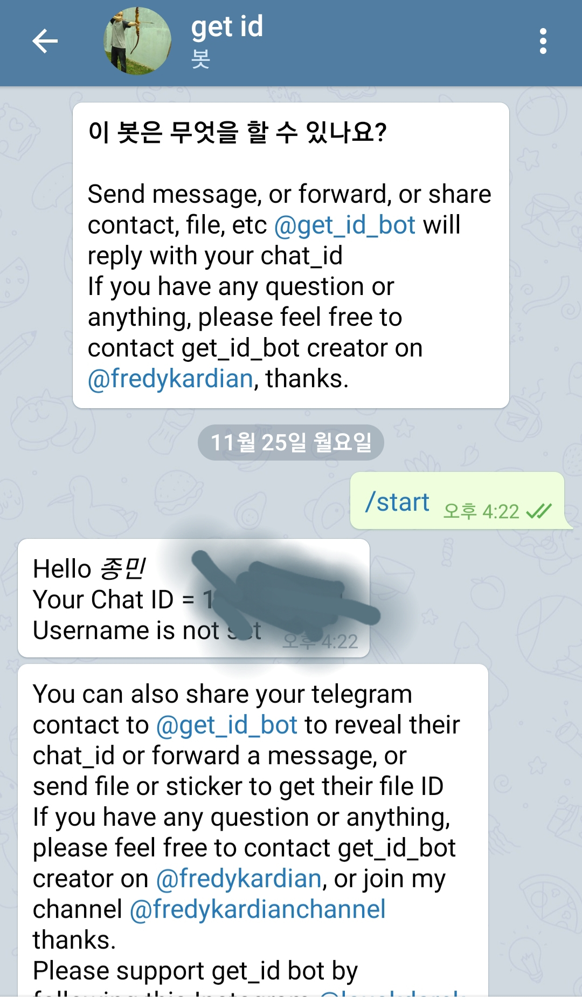 get id
봇
이 봇은 무엇을 할 수 있나요?
Send message, or forward, or share
contact, file, etc @get_id_bot will
reply with your chat_id
If you have any question or
anything, please feel free to
contact get_id_bot creator on
@fredykardian, thanks.
11월 25일 월요일
/start 오후 4:22
Hello 종민
Your Chat ID = 1
Username is not set
오후 4:22
You can also share your telegram
contact to @get_id_bot to reveal their
chat_id or forward a message, or
send file or sticker to get their file ID
If you have any question or anything,
please feel free to contact get_id_bot
creator on @fredykardian, or join my
channel @fredykardianchannel
thanks.
Please support get_id bot by
following this Instagram